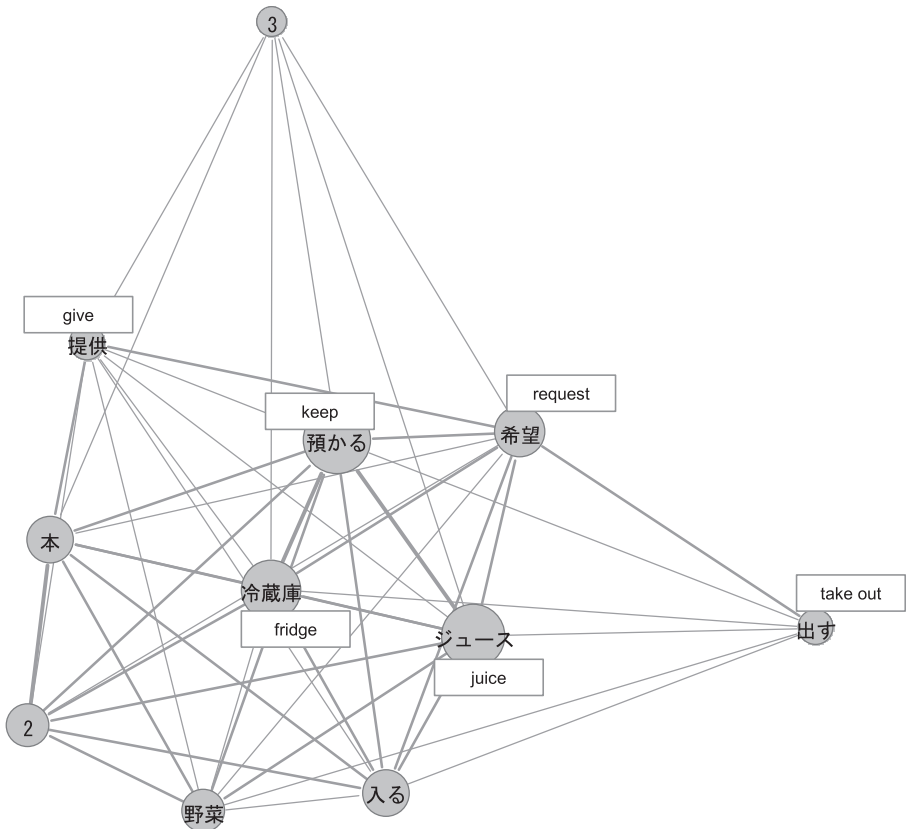 3
give
提供
keep
預かる
request
希望
本
冷蔵庫
fridge
take out
出す
ジュース
juice
2
野菜
入る